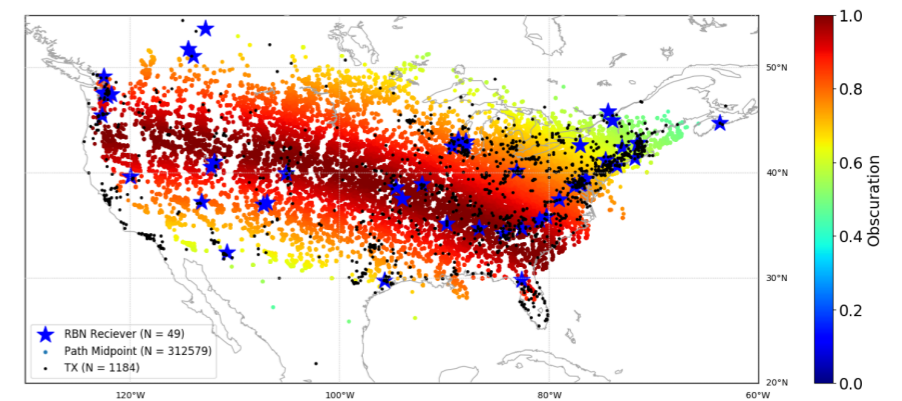 1.0
50°N
0.8
40°N
0.6
Obscuration
0.4
30°N
0.2
RBN Reciever (N = 49)
Path Midpoint (N = 312579)
TX (N = 1184)
20°N
0.0
120°W
100°W
80°W
60°W